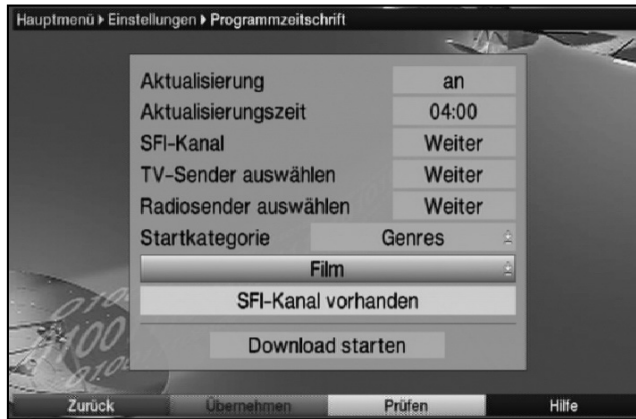 Hauptmenü ▸ Einstellungen ▸ Programmzeitschrift
Aktualisierung an
Aktualisierungszeit 04:00
SFI-Kanal Weiter
TV-Sender auswählen Weiter
Radiosender auswählen Weiter
Startkategorie Genres
Film
SFI-Kanal vorhanden
Download starten
Zurück Übernehmen Prüfen Hilfe